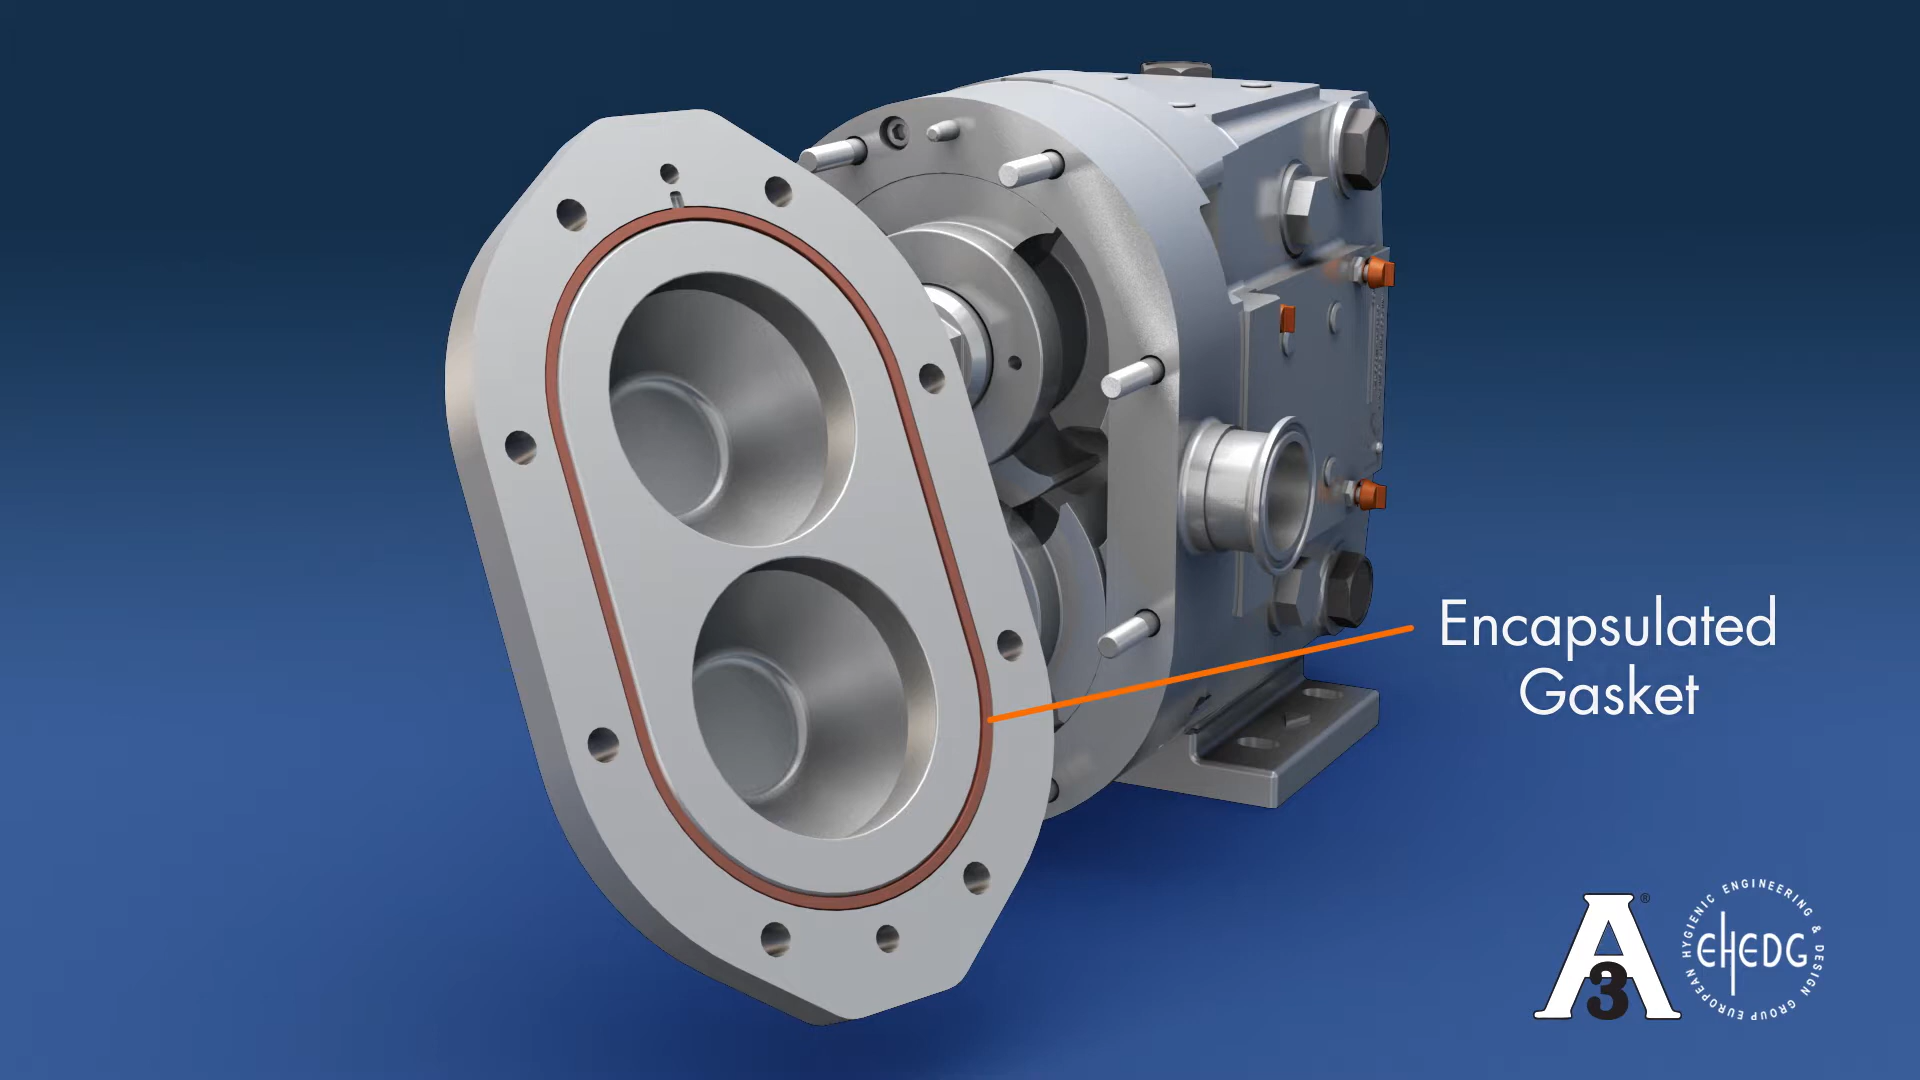 Encapsulated
Gasket
A
3
®
EHEDG
HYGIENIC ENGINEERING & DESIGN GROUP EUROPEAN